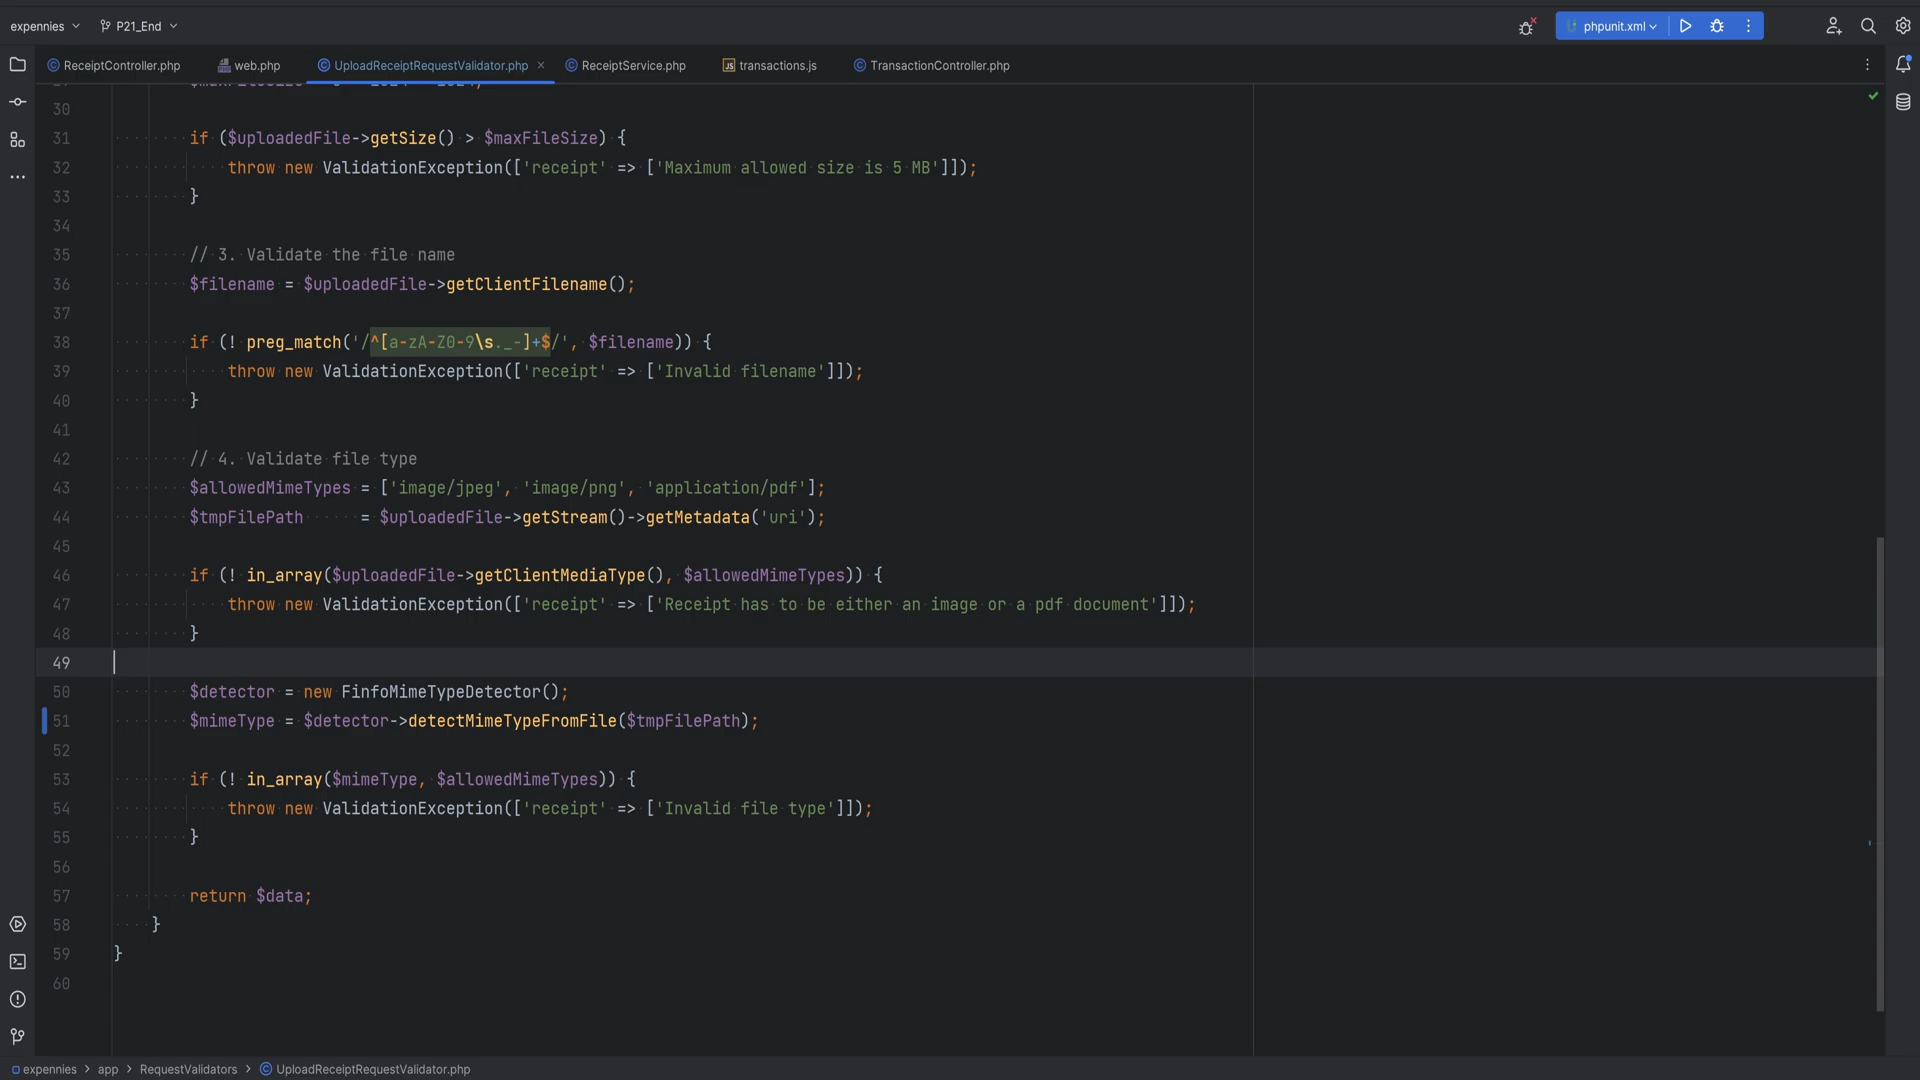 expennies
P21_End
phpunit.xml
ReceiptController.php
web.php
UploadReceiptRequestValidator.php
ReceiptService.php
transactions.js
TransactionController.php
30
31 if ($uploadedFile->getSize() > $maxFileSize) {
32 throw new ValidationException(['receipt' => ['Maximum allowed size is 5 MB']]);
33 }
34
35 // 3. Validate the file name
36 $filename = $uploadedFile->getClientFilename();
37
38 if (! preg_match('/^[a-zA-Z0-9\s._-]+$/', $filename)) {
39 throw new ValidationException(['receipt' => ['Invalid filename']]);
40 }
41
42 // 4. Validate file type
43 $allowedMimeTypes = ['image/jpeg', 'image/png', 'application/pdf'];
44 $tmpFilePath = $uploadedFile->getStream()->getMetadata('uri');
45
46 if (! in_array($uploadedFile->getClientMediaType(), $allowedMimeTypes)) {
47 throw new ValidationException(['receipt' => ['Receipt has to be either an image or a pdf document']]);
48 }
49
50 $detector = new FinfoMimeTypeDetector();
51 $mimeType = $detector->detectMimeTypeFromFile($tmpFilePath);
52
53 if (! in_array($mimeType, $allowedMimeTypes)) {
54 throw new ValidationException(['receipt' => ['Invalid file type']]);
55 }
56
57 return $data;
58 }
59 }
60
expennies > app > RequestValidators > UploadReceiptRequestValidator.php